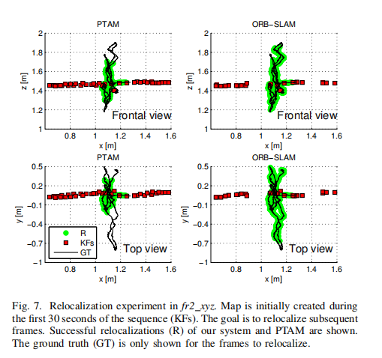 PTAM
ORB-SLAM
2
1.8
1.6
1.4
1.2
1
z [m]
Frontal view
0.8 1 1.2 1.4 1.6
x [m]
2
1.8
1.6
1.4
1.2
1
z [m]
Frontal view
0.8 1 1.2 1.4 1.6
x [m]
PTAM
ORB-SLAM
0.5
0.2
−0.1
−0.4
−0.7
−1
y [m]
R
KFs
GT
Top view
0.8 1 1.2 1.4 1.6
x [m]
0.5
0.2
−0.1
−0.4
−0.7
−1
y [m]
Top view
0.8 1 1.2 1.4 1.6
x [m]
Fig. 7. Relocalization experiment in fr2_xyz. Map is initially created during
the first 30 seconds of the sequence (KFs). The goal is to relocalize subsequent
frames. Successful relocalizations (R) of our system and PTAM are shown.
The ground truth (GT) is only shown for the frames to relocalize.